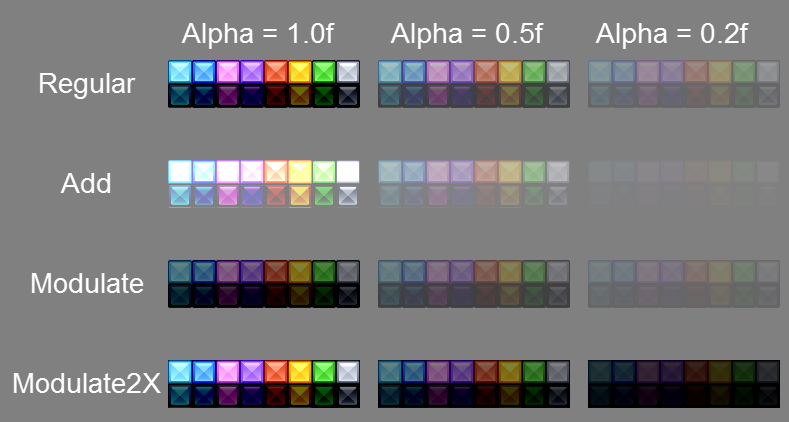 Alpha = 1.0f Alpha = 0.5f Alpha = 0.2f
Regular
Add
Modulate
Modulate2X